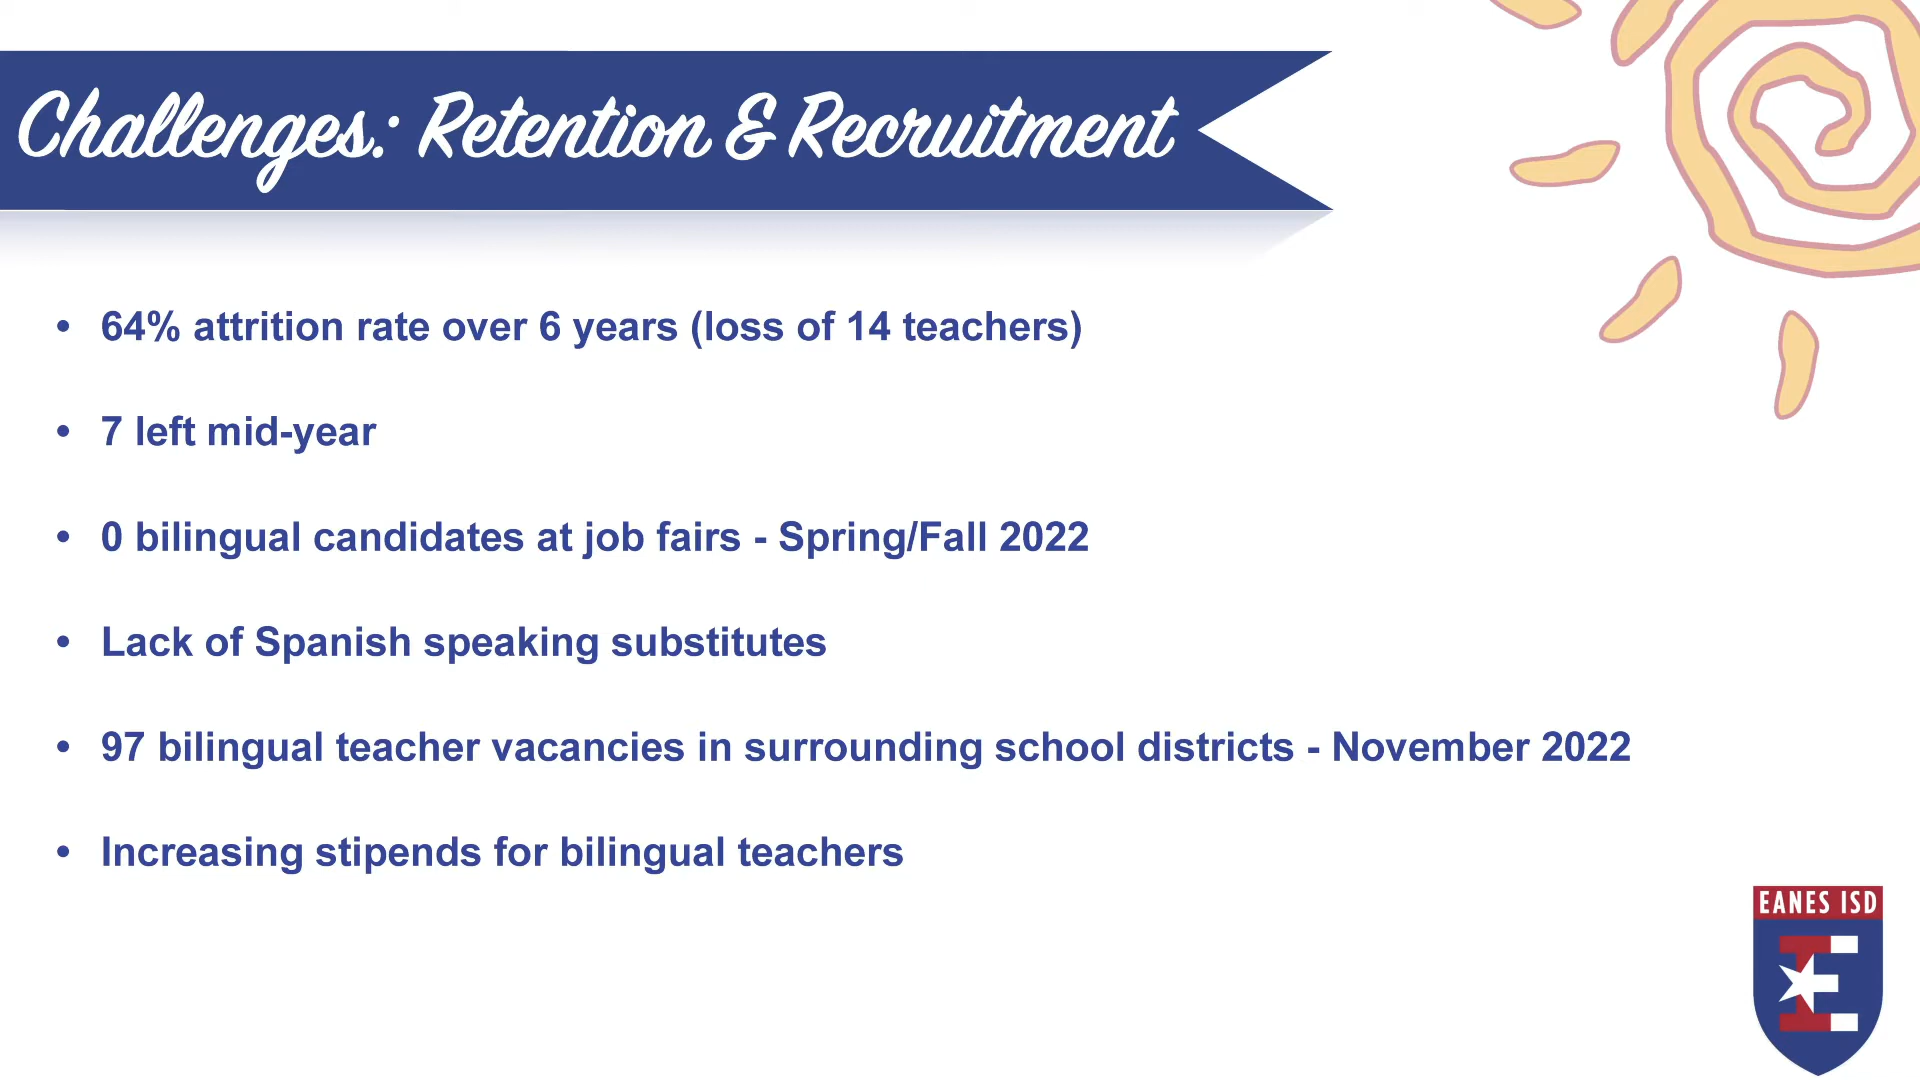 Challenges: Retention & Recruitment
• 64% attrition rate over 6 years (loss of 14 teachers)
• 7 left mid-year
• 0 bilingual candidates at job fairs - Spring/Fall 2022
• Lack of Spanish speaking substitutes
• 97 bilingual teacher vacancies in surrounding school districts - November 2022
• Increasing stipends for bilingual teachers
EANES ISD
E